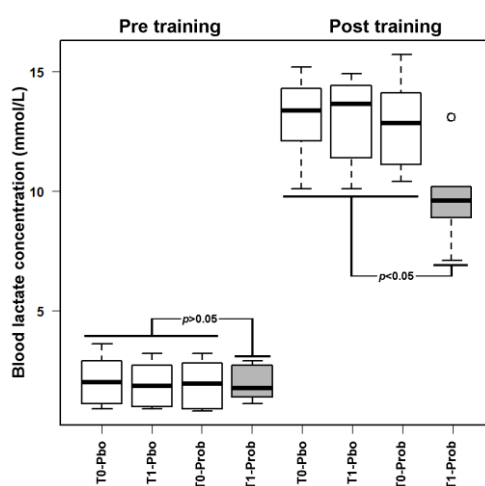 Pre training
Post training
Blood lactate concentration (mmol/L)
15
10
5
p<0.05
p>0.05
T0-Pbo
T1-Pbo
T0-Prob
T1-Prob
T0-Pbo
T1-Pbo
T0-Prob
T1-Prob